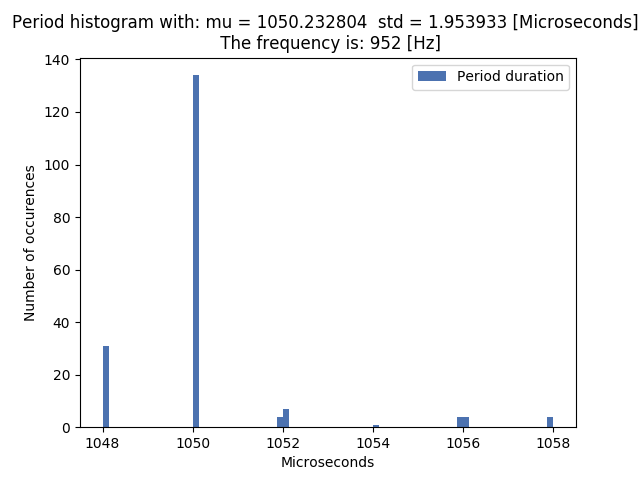 Period histogram with: mu = 1050.232804  std = 1.953933 [Microseconds]
The frequency is: 952 [Hz]
Period duration
140
120
100
80
60
40
20
0
Number of occurences
1048 1050 1052 1054 1056 1058
Microseconds